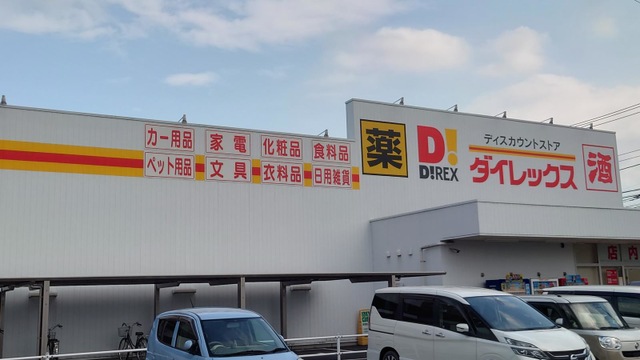 カー用品 家電 化粧品 食料品
ペット用品 文具 衣料品 日用雑貨
薬
D!
D!REX
ディスカウントストア
ダイレックス
酒
店内